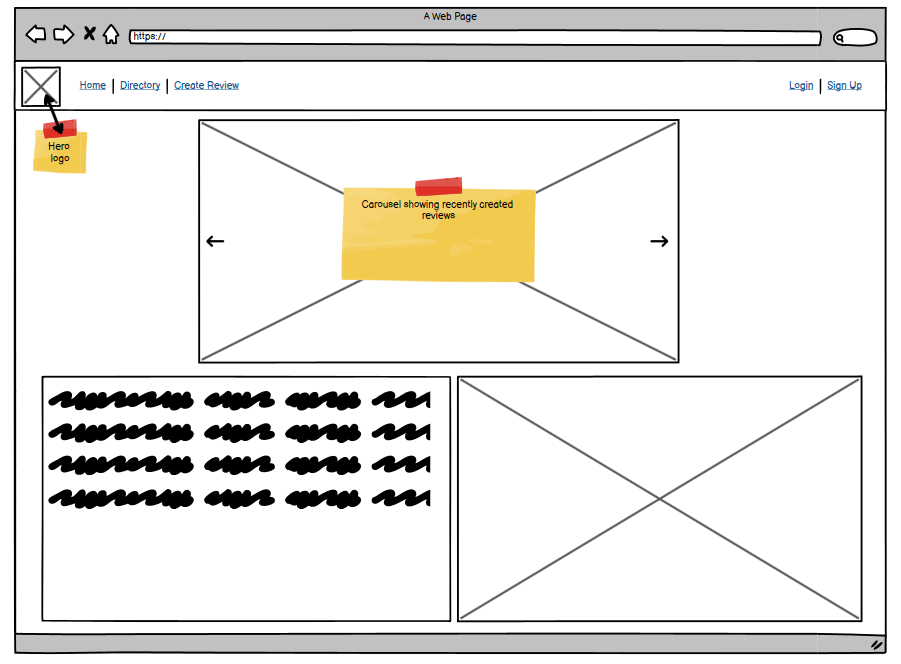 A Web Page
https://
Home Directory Create Review Login Sign Up
Hero
logo
Carousel showing recently created
reviews